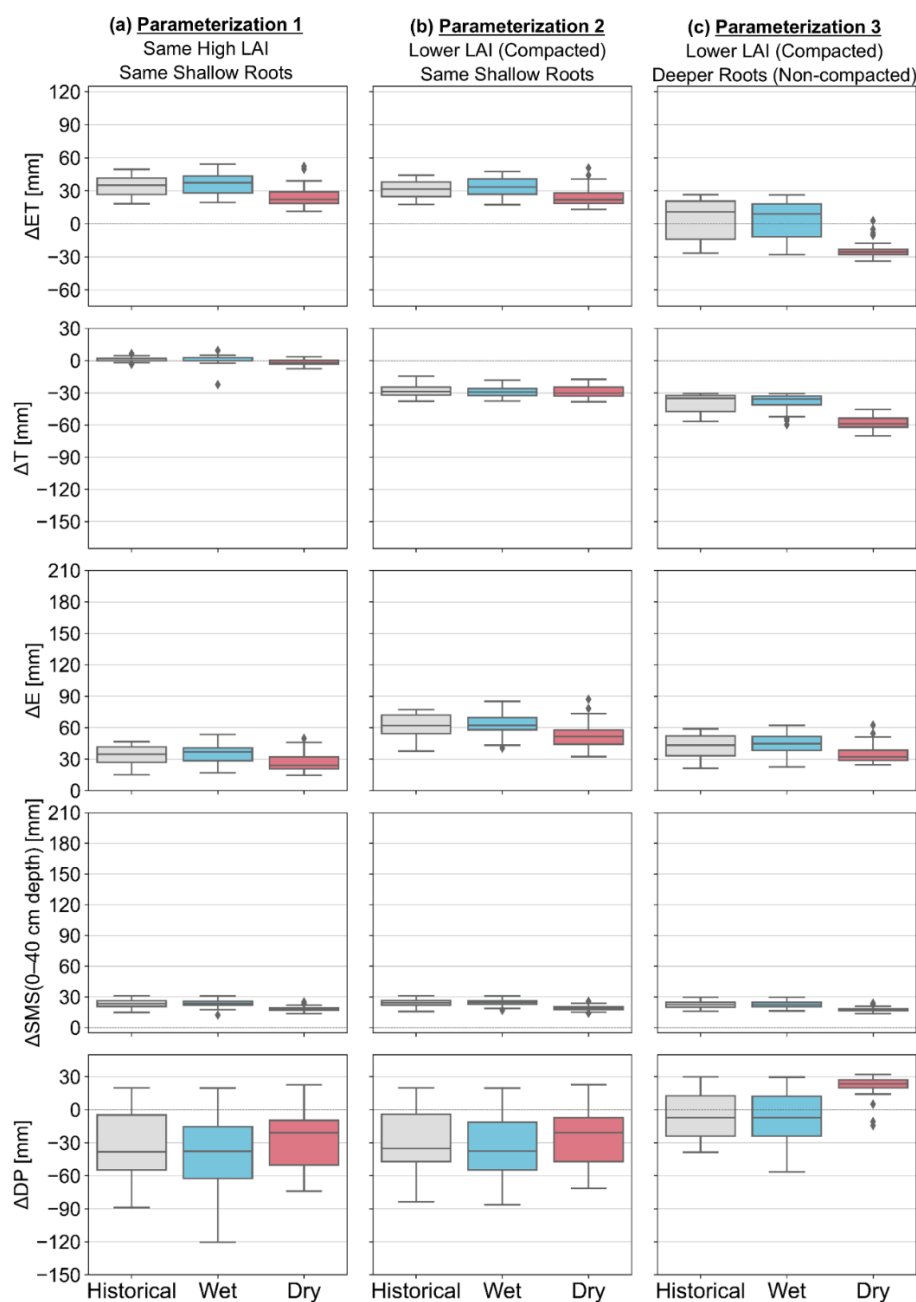 (a) Parameterization 1
Same High LAI
Same Shallow Roots
(b) Parameterization 2
Lower LAI (Compacted)
Same Shallow Roots
(c) Parameterization 3
Lower LAI (Compacted)
Deeper Roots (Non-compacted)
ΔET [mm]
120
90
60
30
0
−30
−60
ΔT [mm]
30
0
−30
−60
−90
−120
−150
ΔE [mm]
210
180
150
120
90
60
30
0
ΔSMS(0–40 cm depth) [mm]
210
180
150
120
90
60
30
0
ΔDP [mm]
30
0
−30
−60
−90
−120
−150
Historical Wet Dry
Historical Wet Dry
Historical Wet Dry